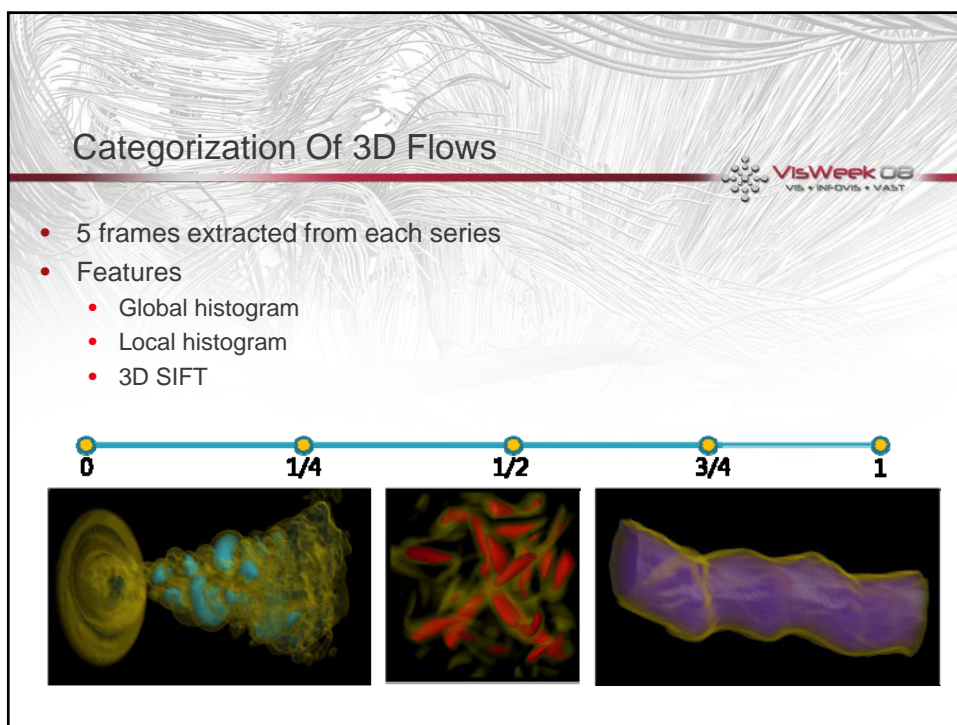 Categorization Of 3D Flows
VisWeek 08
VIS • INFOVIS • VAST
• 5 frames extracted from each series
• Features
• Global histogram
• Local histogram
• 3D SIFT
0 1/4 1/2 3/4 1